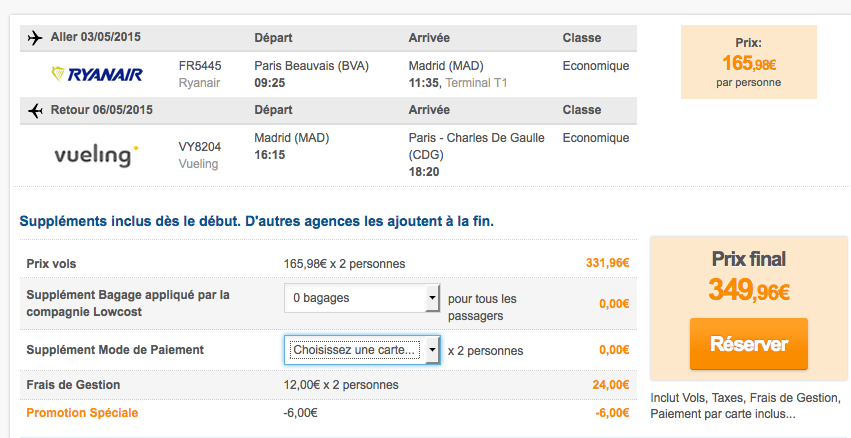 Aller 03/05/2015 Départ Arrivée Classe
RYANAIR FR5445 Paris Beauvais (BVA) Madrid (MAD) Economique
Ryanair 09:25 11:35, Terminal T1
Prix:
165,98€
par personne
Retour 06/05/2015 Départ Arrivée Classe
vueling VY8204 Madrid (MAD) Paris - Charles De Gaulle Economique
Vueling 16:15 (CDG)
18:20
Suppléments inclus dès le début. D'autres agences les ajoutent à la fin.
Prix vols 165,98€ x 2 personnes 331,96€
Supplément Bagage appliqué par la 0 bagages pour tous les 0,00€
compagnie Lowcost passagers
Supplément Mode de Paiement Choisissez une carte... x 2 personnes 0,00€
Frais de Gestion 12,00€ x 2 personnes 24,00€
Promotion Spéciale -6,00€ -6,00€
Prix final
349,96€
Réserver
Inclut Vols, Taxes, Frais de Gestion,
Paiement par carte inclus...